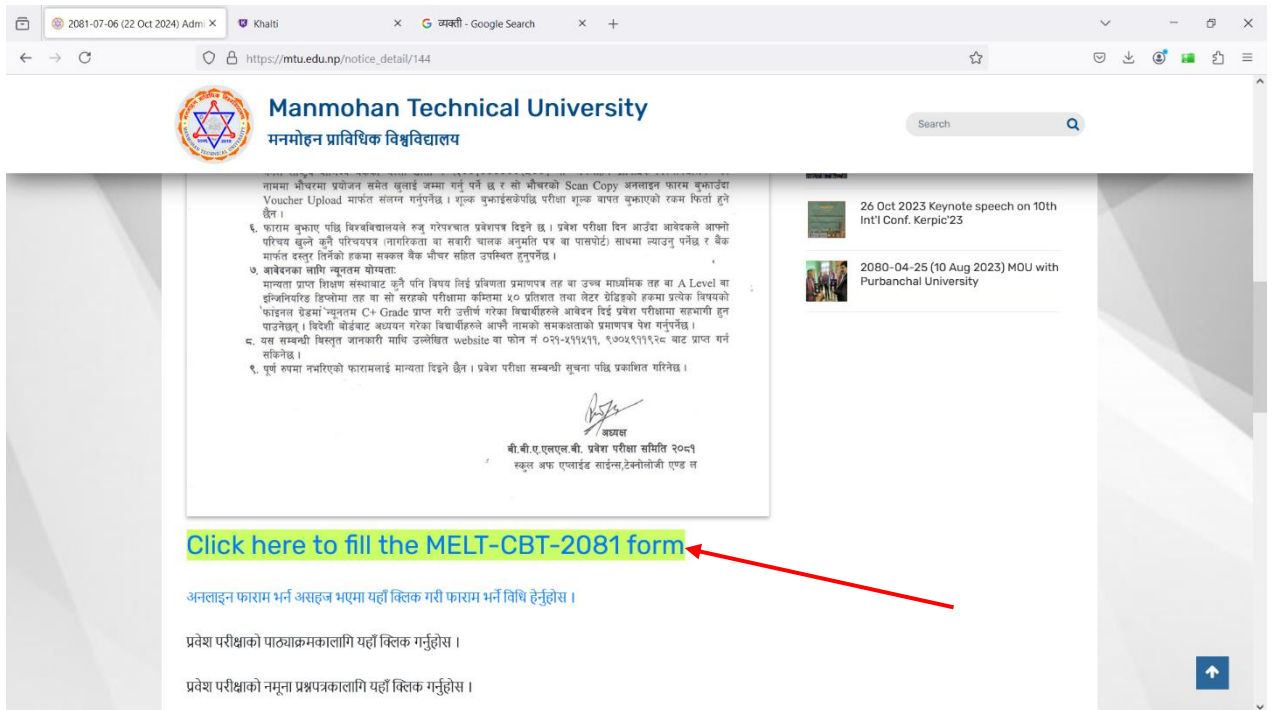 2081-07-06 (22 Oct 2024) Admi
Khalti
व्यक्ती - Google Search
https://mtu.edu.np/notice_detail/144
Manmohan Technical University
मनमोहन प्राविधिक विश्वविद्यालय
Search
नाममा भौचरमा प्रयोजन समेत खुलाई जम्मा गर्नु पर्ने छ र सो भौचरको Scan Copy अनलाइन फारम बुझाउँदा
Voucher Upload मार्फत संलग्न गर्नुपर्नेछ । शुल्क बुझाईसकेपछि परीक्षा शुल्क बापत बुझाएको रकम फिर्ता हुने
छैन ।
६. फाराम बुझाए पछि विश्वविद्यालयले रुजु गरेपश्चात प्रवेशपत्र दिइने छ । प्रवेश परीक्षा दिन आउँदा आवेदकले आफ्नो
परिचय खुल्ने कुनै परिचयपत्र (नागरिकता वा सवारी चालक अनुमति पत्र वा पासपोर्ट) साथमा ल्याउनु पर्नेछ र बैंक
मार्फत दस्तुर तिर्नेको हकमा सक्कल बैंक भौचर सहित उपस्थित हुनुपर्नेछ ।
७. आवेदनका लागि न्यूनतम योग्यता:
मान्यता प्राप्त शिक्षण संस्थाबाट कुनै पनि विषय लिई प्रविणता प्रमाणपत्र तह वा उच्च माध्यमिक तह वा A Level वा
इन्जिनियरिङ डिप्लोमा तह वा सो सरहको परीक्षामा कम्तिमा ५० प्रतिशत तथा लेटर ग्रेडिङ्गको हकमा प्रत्येक विषयको
फाइनल ग्रेडमा न्यूनतम C+ Grade प्राप्त गरी उत्तीर्ण गरेका विद्यार्थीहरुले आवेदन दिई प्रवेश परीक्षामा सहभागी हुन
पाउनेछन् । विदेशी बोर्डबाट अध्ययन गरेका विद्यार्थीहरुले आफ्नै नामको समकक्षताको प्रमाणपत्र पेश गर्नुपर्नेछ ।
८. यस सम्बन्धी बिस्तृत जानकारी माथि उल्लेखित website वा फोन नं ०२१-५११५११, ९७०५९११९२८ बाट प्राप्त गर्न
सकिनेछ ।
९. पूर्ण रुपमा नभरिएको फारामलाई मान्यता दिइने छैन । प्रवेश परीक्षा सम्बन्धी सूचना पछि प्रकाशित गरिनेछ ।
अध्यक्ष
बी.बी.ए.एलएल.बी. प्रवेश परीक्षा समिति २०८१
स्कुल अफ एप्लाईड साईन्स,टेक्नोलोजी एण्ड ल
26 Oct 2023 Keynote speech on 10th
Int'l Conf. Kerpic'23
2080-04-25 (10 Aug 2023) MOU with
Purbanchal University
Click here to fill the MELT-CBT-2081 form
अनलाइन फाराम भर्न असहज भएमा यहाँ क्लिक गरी फाराम भर्ने विधि हेर्नुहोस ।
प्रवेश परीक्षाको पाठ्याक्रमकालागि यहाँ क्लिक गर्नुहोस ।
प्रवेश परीक्षाको नमूना प्रश्नपत्रकालागि यहाँ क्लिक गर्नुहोस ।